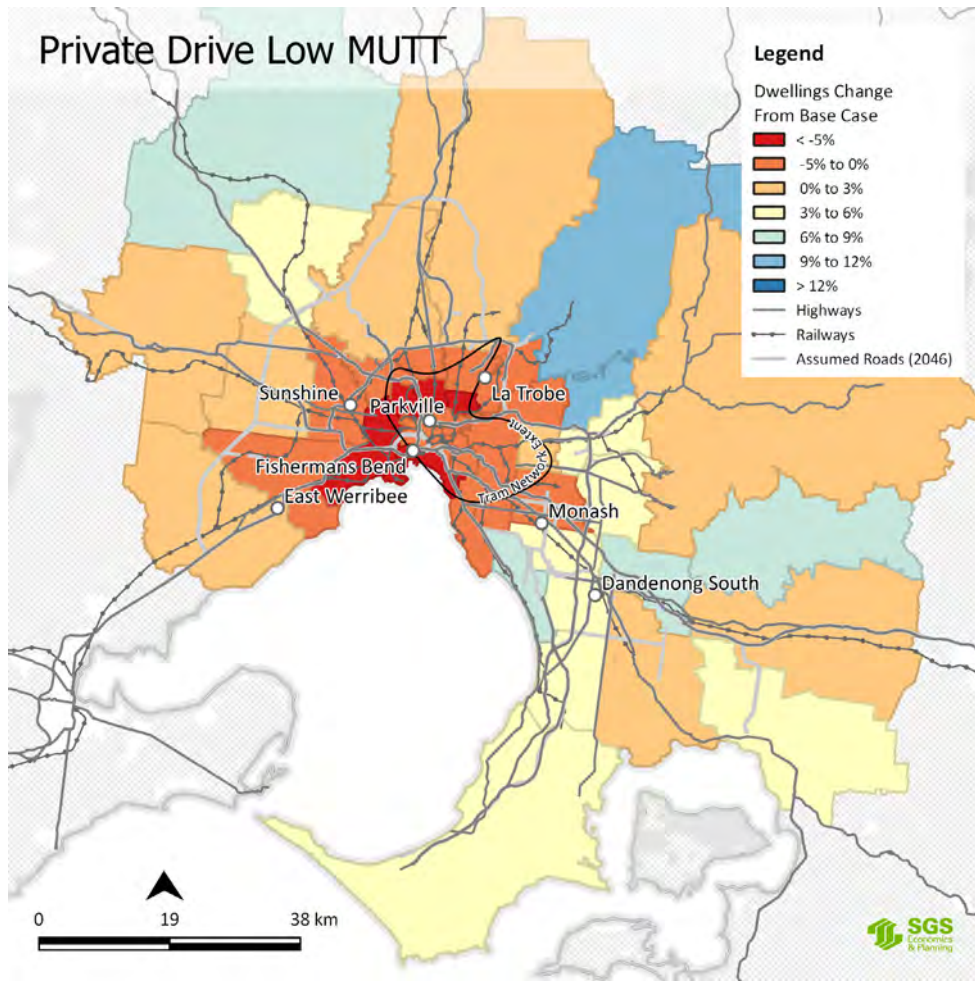 Private Drive Low MUTT
Legend
Dwellings Change
From Base Case
< -5%
-5% to 0%
0% to 3%
3% to 6%
6% to 9%
9% to 12%
> 12%
Highways
Railways
Assumed Roads (2046)
Sunshine
Parkville
La Trobe
Fishermans Bend
East Werribee
Tram Network Extent
Monash
Dandenong South
0 19 38 km
SGS
Economics
& Planning